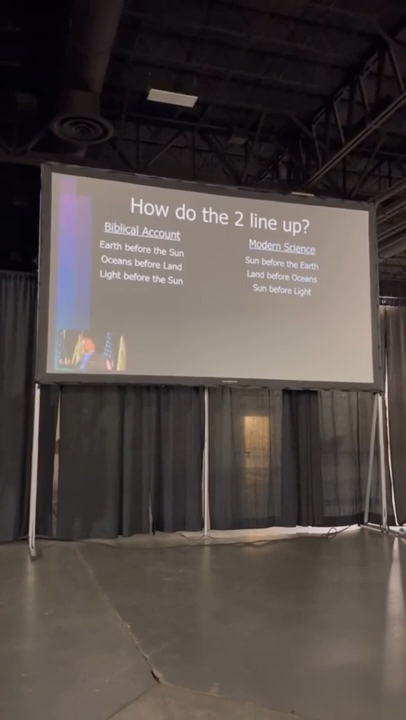 How do the 2 line up?
Biblical Account
Earth before the Sun
Oceans before Land
Light before the Sun
Modern Science
Sun before the Earth
Land before Oceans
Sun before Light